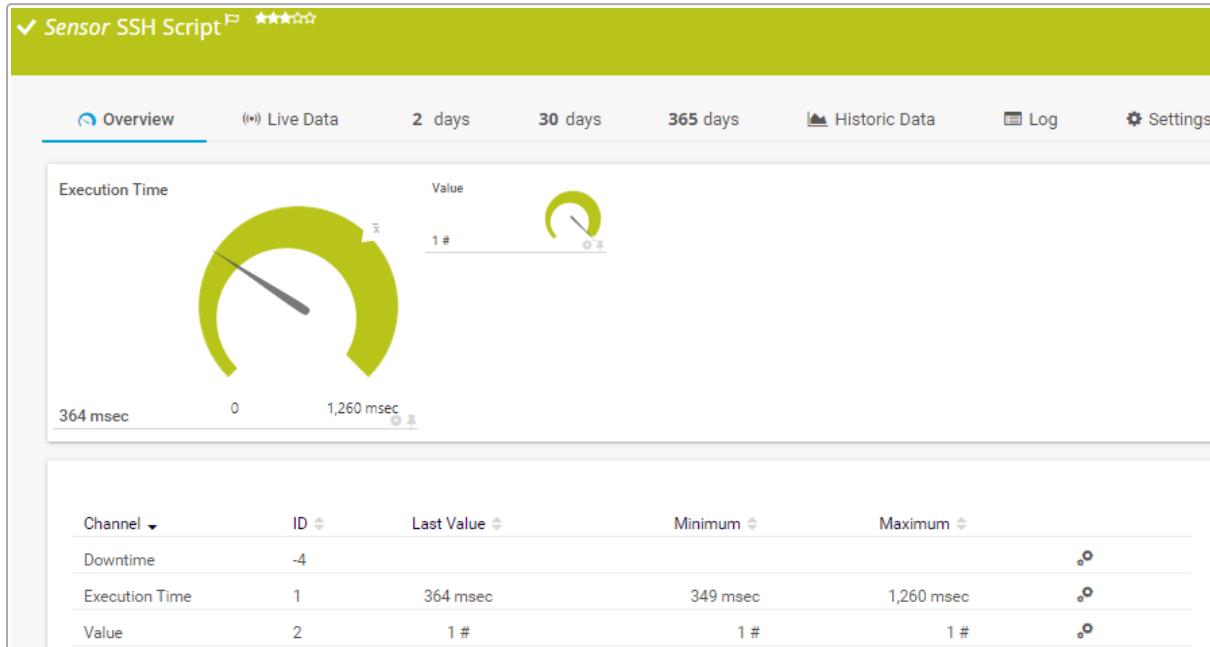 Sensor SSH Script
Overview Live Data 2 days 30 days 365 days Historic Data Log Settings
Execution Time
Value
x̄
1 #
0 1,260 msec
364 msec
Channel ID Last Value Minimum Maximum
Downtime -4
Execution Time 1 364 msec 349 msec 1,260 msec
Value 2 1 # 1 # 1 #